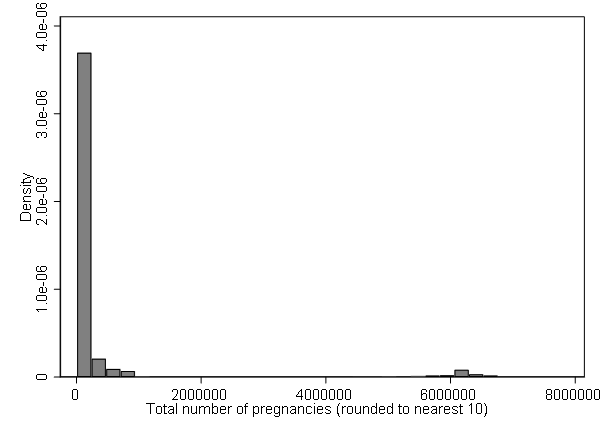 4.0e-06
3.0e-06
2.0e-06
1.0e-06
0
Density
0 2000000 4000000 6000000 8000000
Total number of pregnancies (rounded to nearest 10)